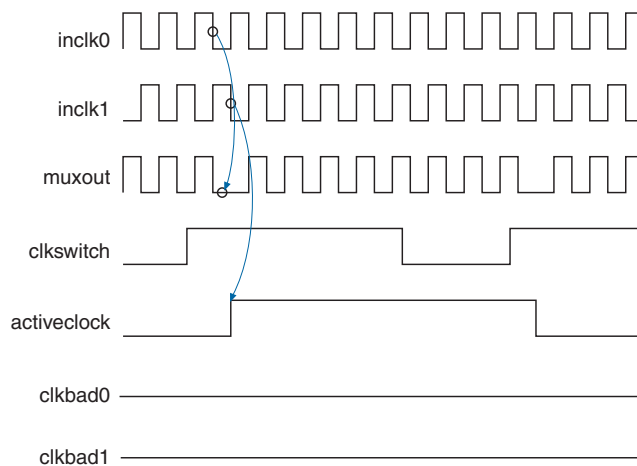 inclk0
inclk1
muxout
clkswitch
activeclock
clkbad0
clkbad1